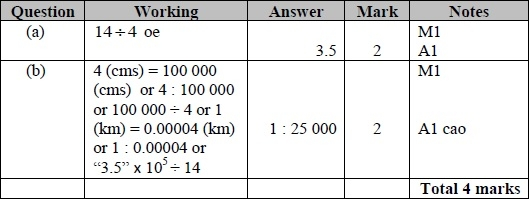 Question Working Answer Mark Notes
(a) 14 ÷ 4 oe M1
3.5 2 A1
(b) 4 (cms) = 100 000 M1
(cms) or 4 : 100 000
or 100 000 ÷ 4 or 1
(km) = 0.00004 (km) 1 : 25 000 2 A1 cao
or 1 : 0.00004 or
“3.5” x 10⁵ ÷ 14
Total 4 marks